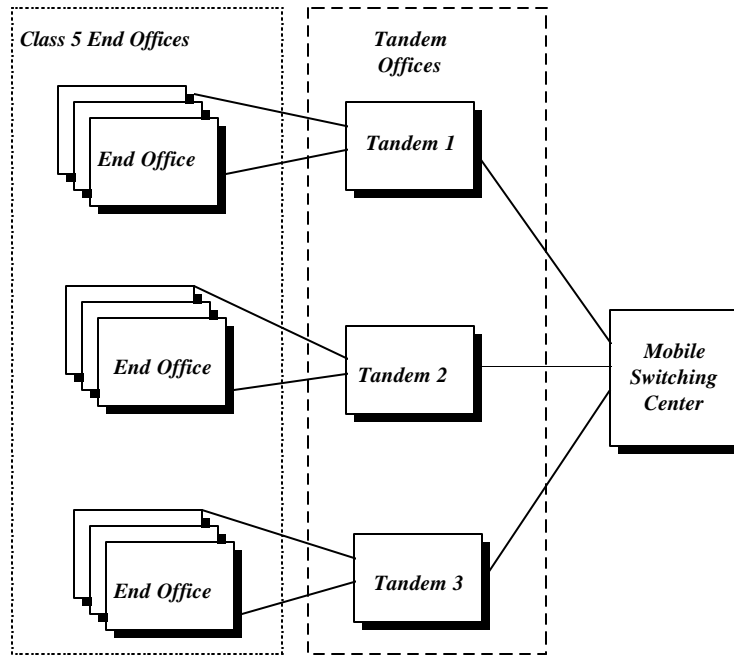 Class 5 End Offices
Tandem
Offices
End Office
Tandem 1
End Office
Tandem 2
Mobile
Switching
Center
End Office
Tandem 3